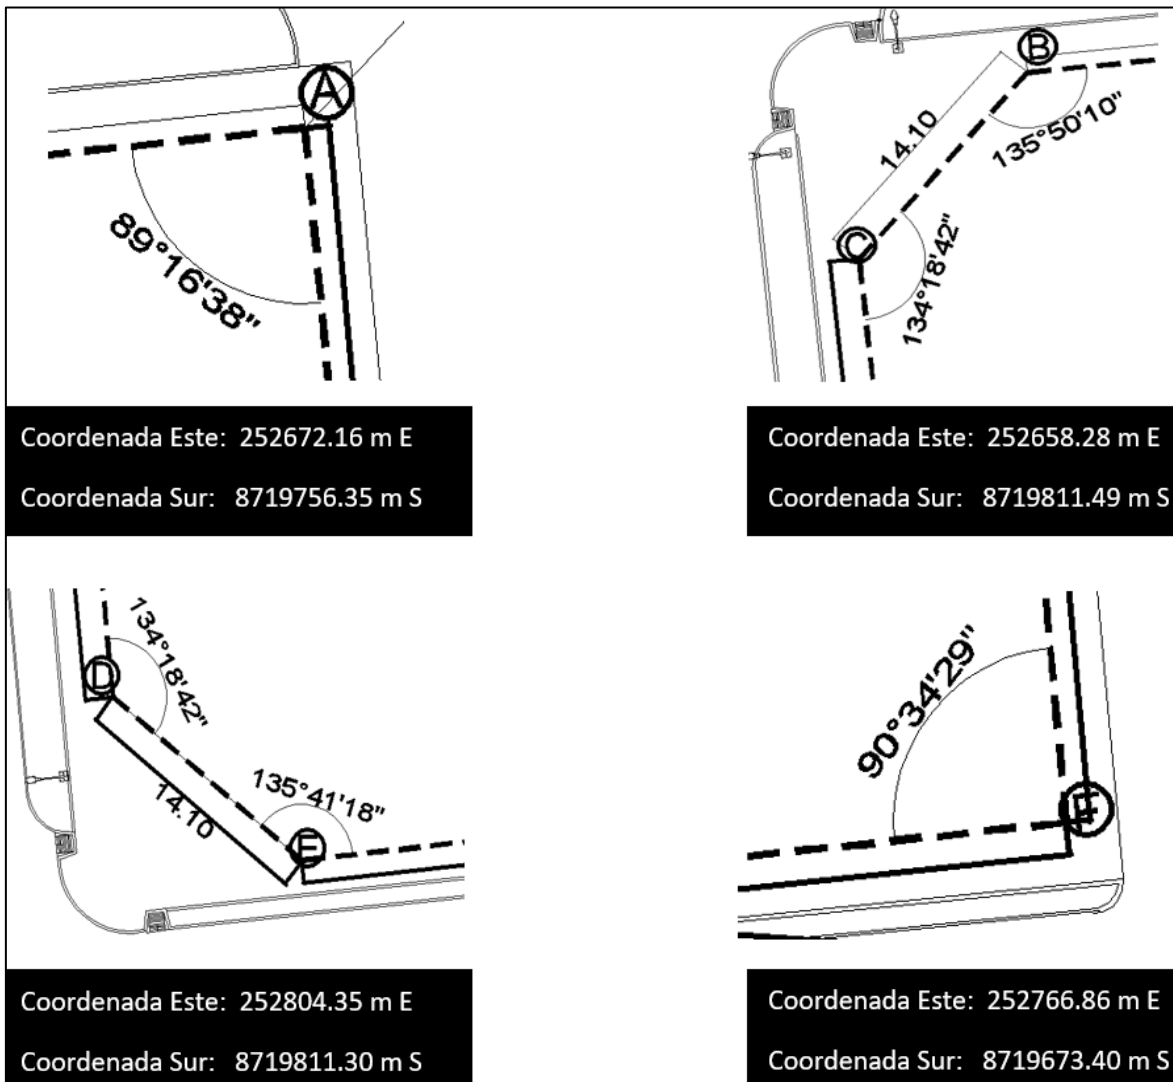 A
89°16'38"
B
14.10
135°50'10"
C
134°18'42"
Coordenada Este: 252672.16 m E
Coordenada Sur: 8719756.35 m S
Coordenada Este: 252658.28 m E
Coordenada Sur: 8719811.49 m S
134°18'42"
D
14.10
135°41'18"
E
90°34'29"
F
Coordenada Este: 252804.35 m E
Coordenada Sur: 8719811.30 m S
Coordenada Este: 252766.86 m E
Coordenada Sur: 8719673.40 m S